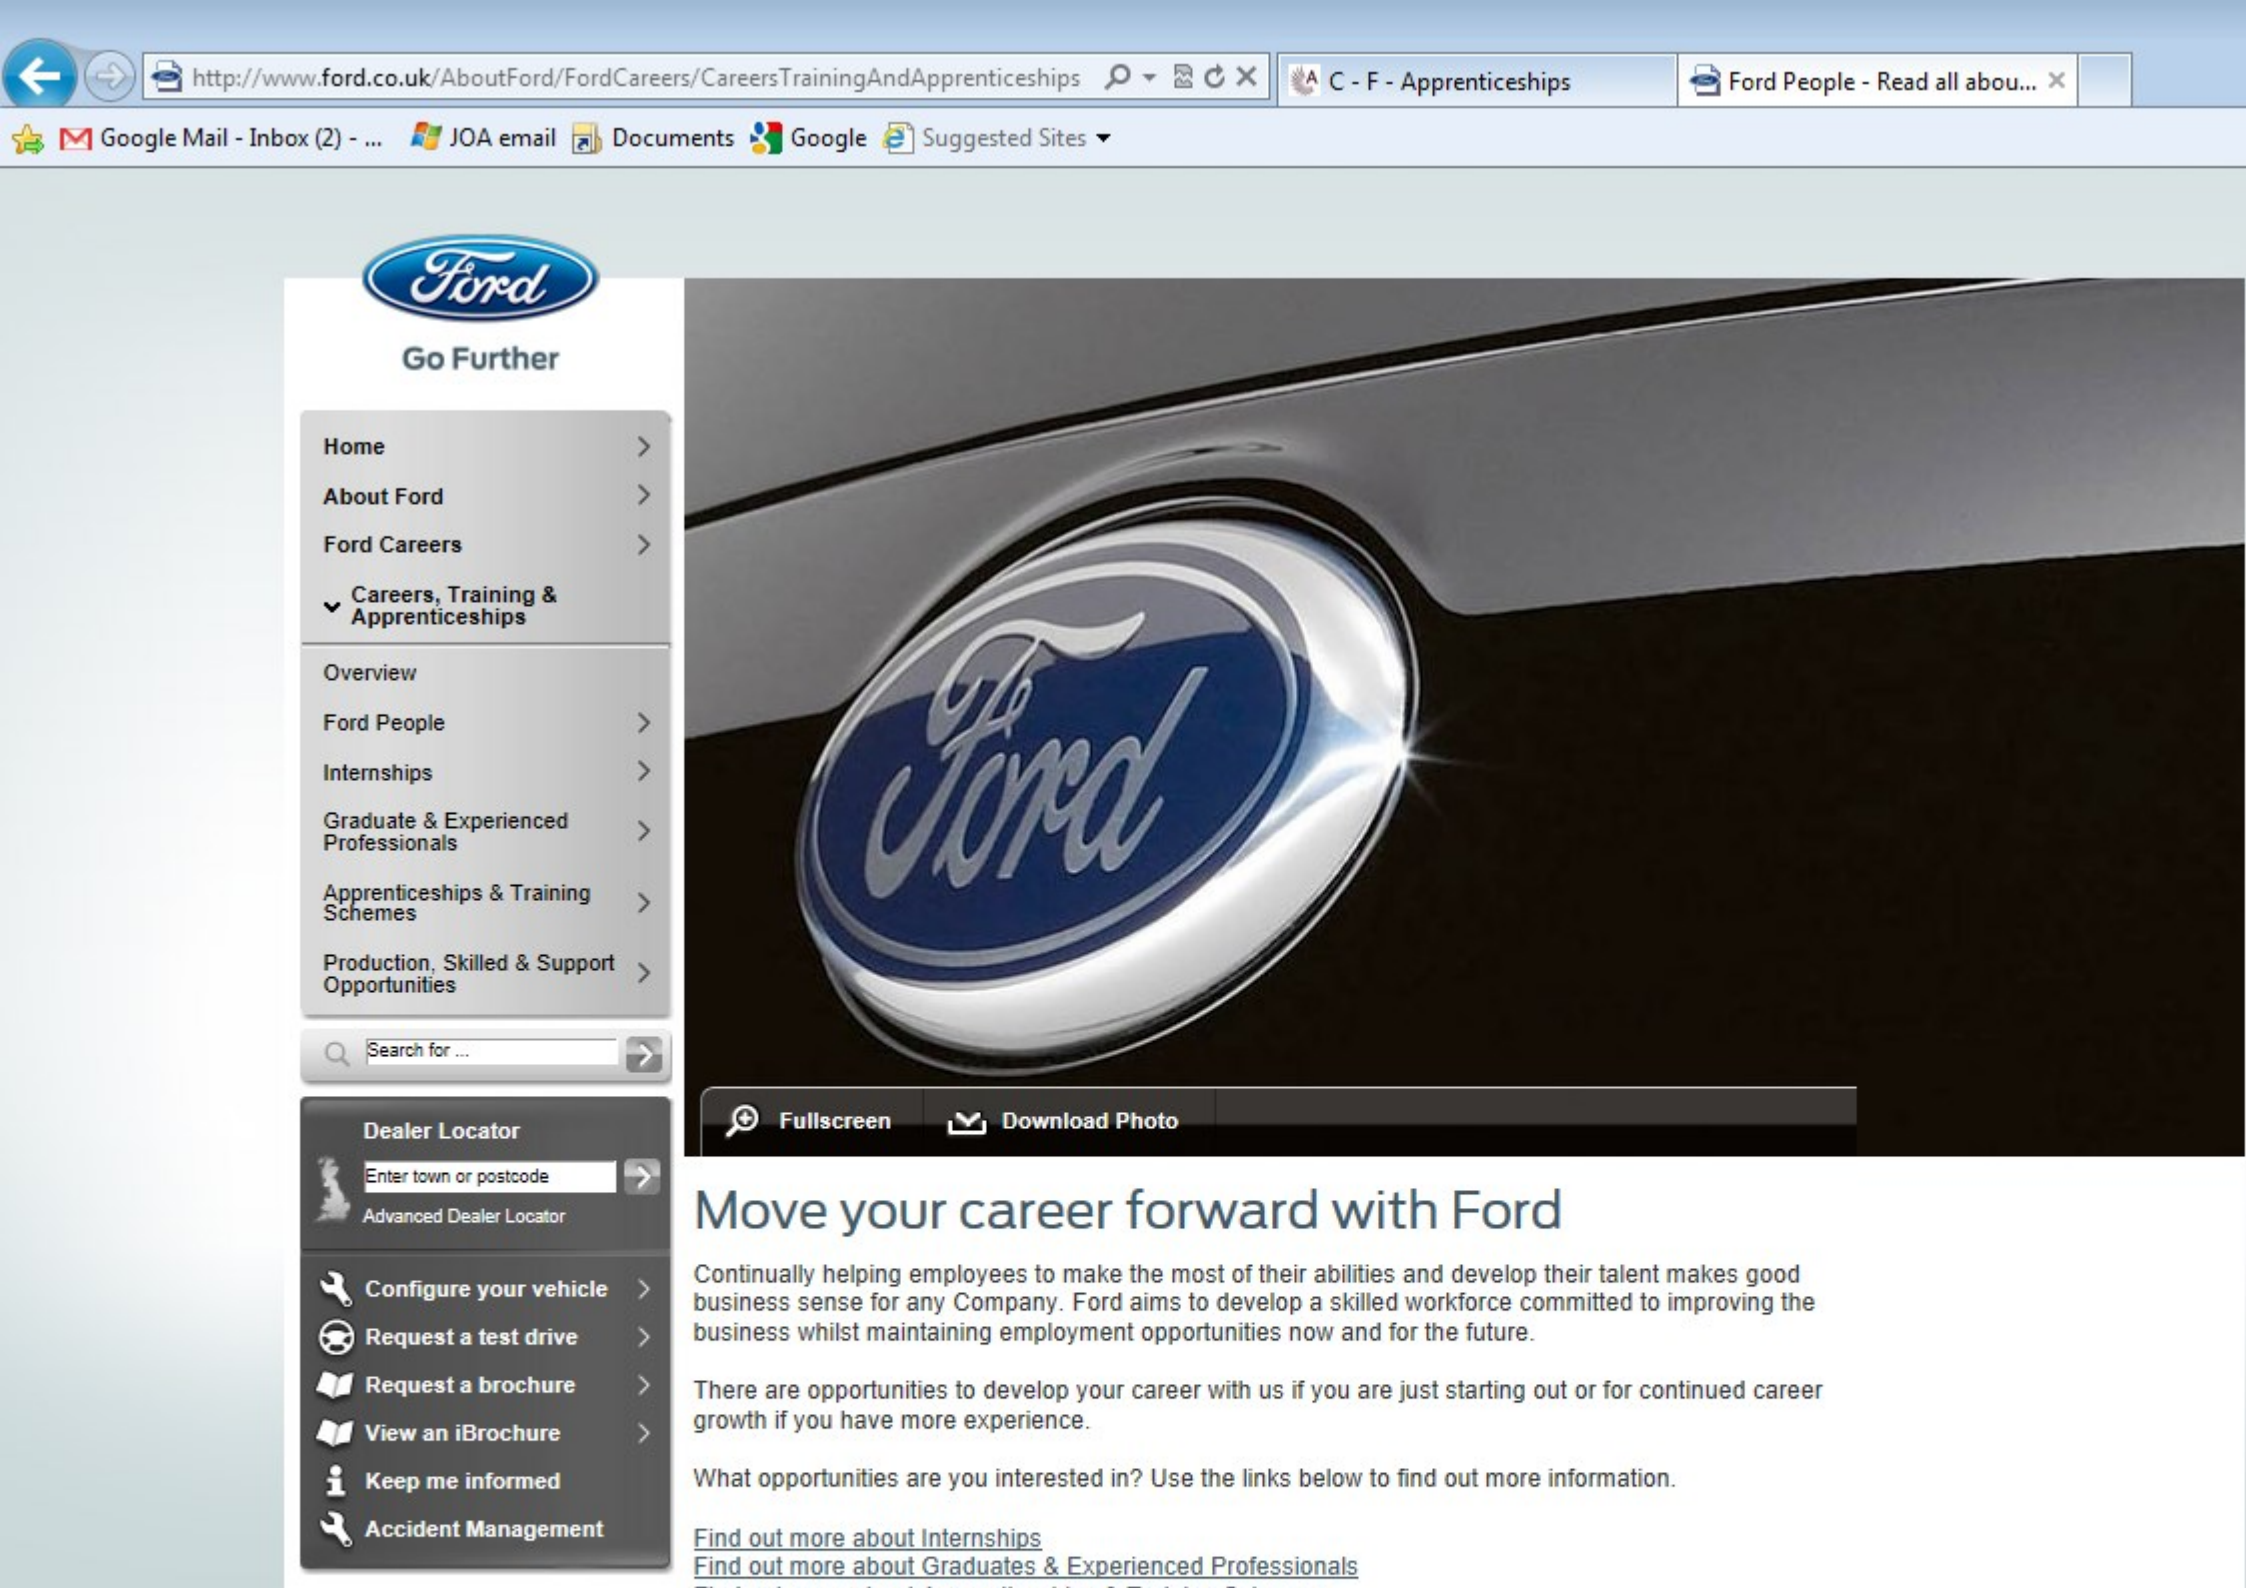 http://www.ford.co.uk/AboutFord/FordCareers/CareersTrainingAndApprenticeships
C - F - Apprenticeships
Ford People - Read all abou...
Google Mail - Inbox (2) - ...
JOA email
Documents
Google
Suggested Sites
Ford
Go Further
Home
About Ford
Ford Careers
Careers, Training &
Apprenticeships
Overview
Ford People
Internships
Graduate & Experienced
Professionals
Apprenticeships & Training
Schemes
Production, Skilled & Support
Opportunities
Search for ...
Dealer Locator
Enter town or postcode
Advanced Dealer Locator
Configure your vehicle
Request a test drive
Request a brochure
View an iBrochure
Keep me informed
Accident Management
Ford
Fullscreen
Download Photo
Move your career forward with Ford
Continually helping employees to make the most of their abilities and develop their talent makes good
business sense for any Company. Ford aims to develop a skilled workforce committed to improving the
business whilst maintaining employment opportunities now and for the future.
There are opportunities to develop your career with us if you are just starting out or for continued career
growth if you have more experience.
What opportunities are you interested in? Use the links below to find out more information.
Find out more about Internships
Find out more about Graduates & Experienced Professionals